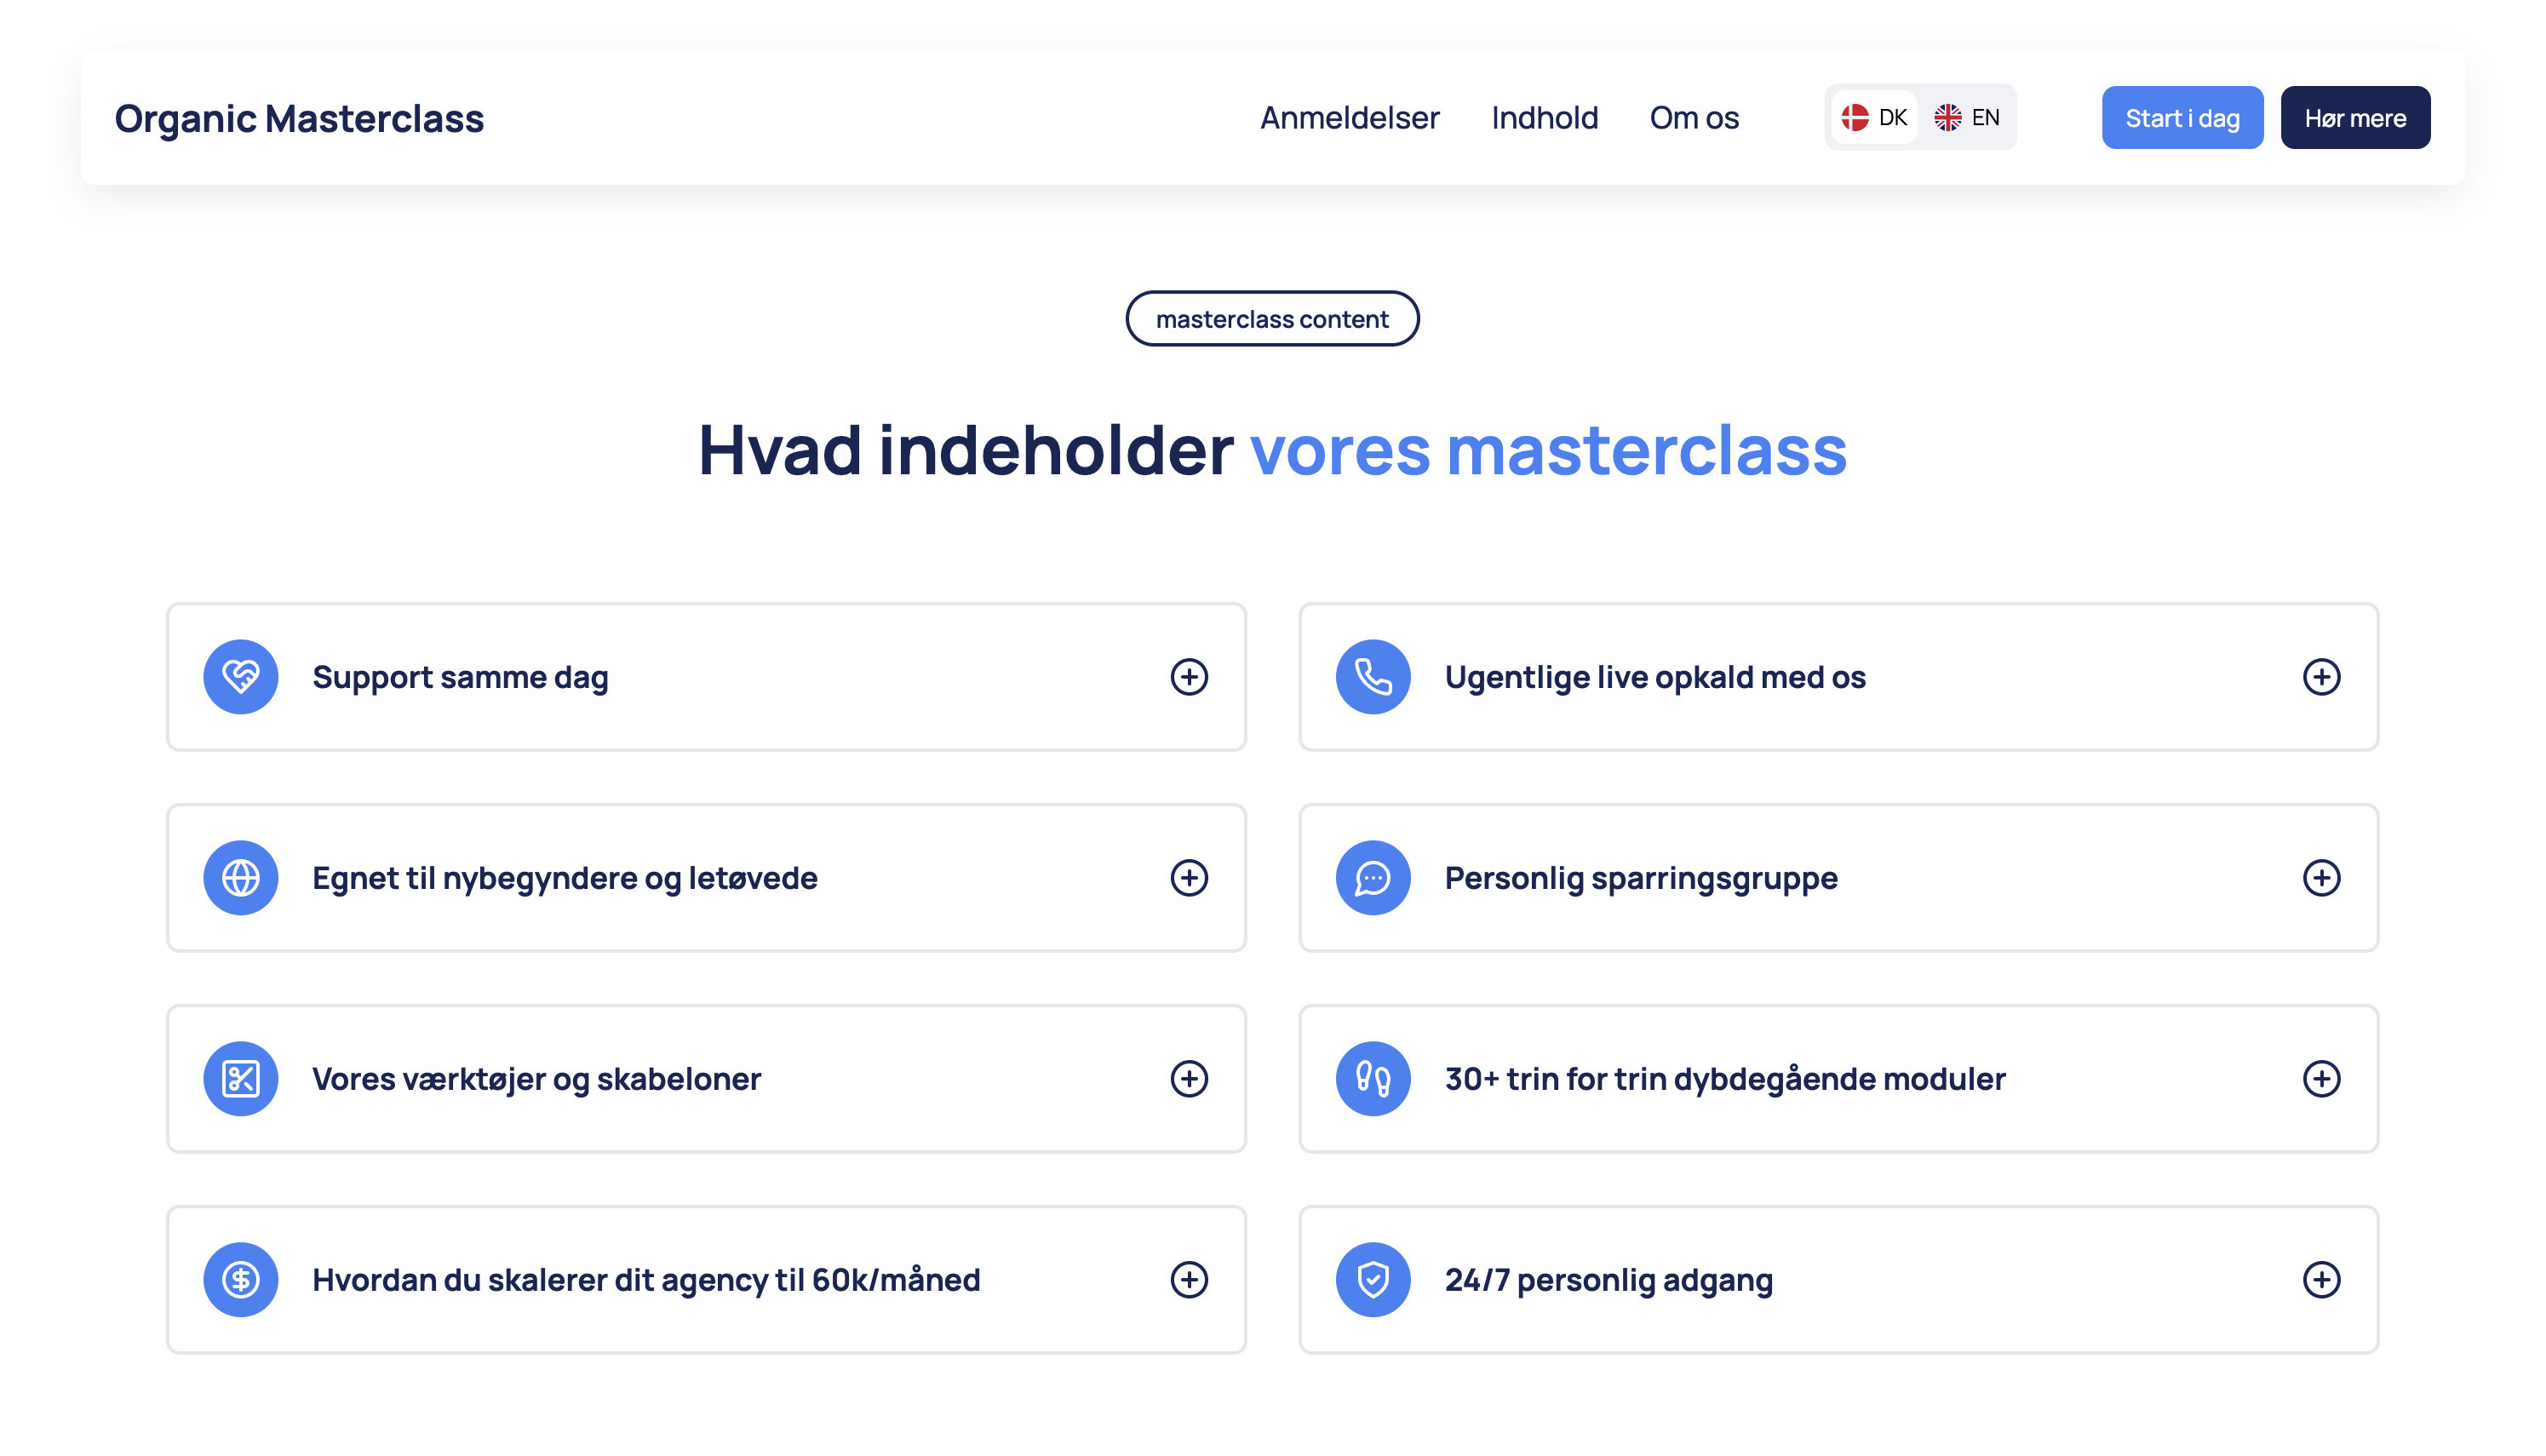 Organic Masterclass
Anmeldelser
Indhold
Om os
DK
EN
Start i dag
Hør mere
masterclass content
Hvad indeholder vores masterclass
Support samme dag
Ugentlige live opkald med os
Egnet til nybegyndere og letøvede
Personlig sparringsgruppe
Vores værktøjer og skabeloner
30+ trin for trin dybdegående moduler
Hvordan du skalerer dit agency til 60k/måned
24/7 personlig adgang